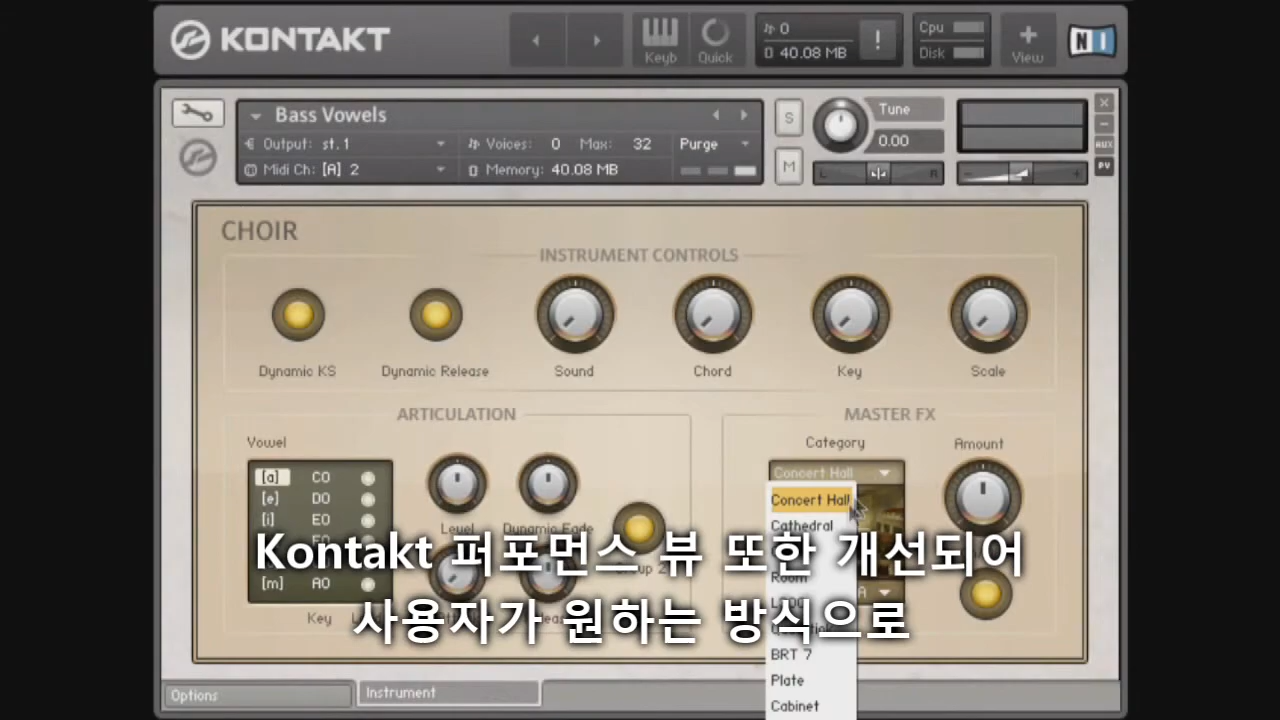 KONTAKT
Keyb
Quick
0
40.08 MB
!
Cpu
Disk
View
NI
Bass Vowels
Output: st.1
Voices: 0 Max: 32
Purge
Midi Ch: [A] 2
Memory: 40.08 MB
S
M
Tune
0.00
L
R
AUX
PV
CHOIR
INSTRUMENT CONTROLS
Dynamic KS
Dynamic Release
Sound
Chord
Key
Scale
ARTICULATION
Vowel
[a] C0
[e] D0
[i] E0
[m] A0
Key
Level
Dynamic Fade
MASTER FX
Category
Amount
Concert Hall
Concert Hall
Cathedral
Room
BRT 7
Plate
Cabinet
Kontakt 퍼포먼스 뷰 또한 개선되어
사용자가 원하는 방식으로
Options
Instrument